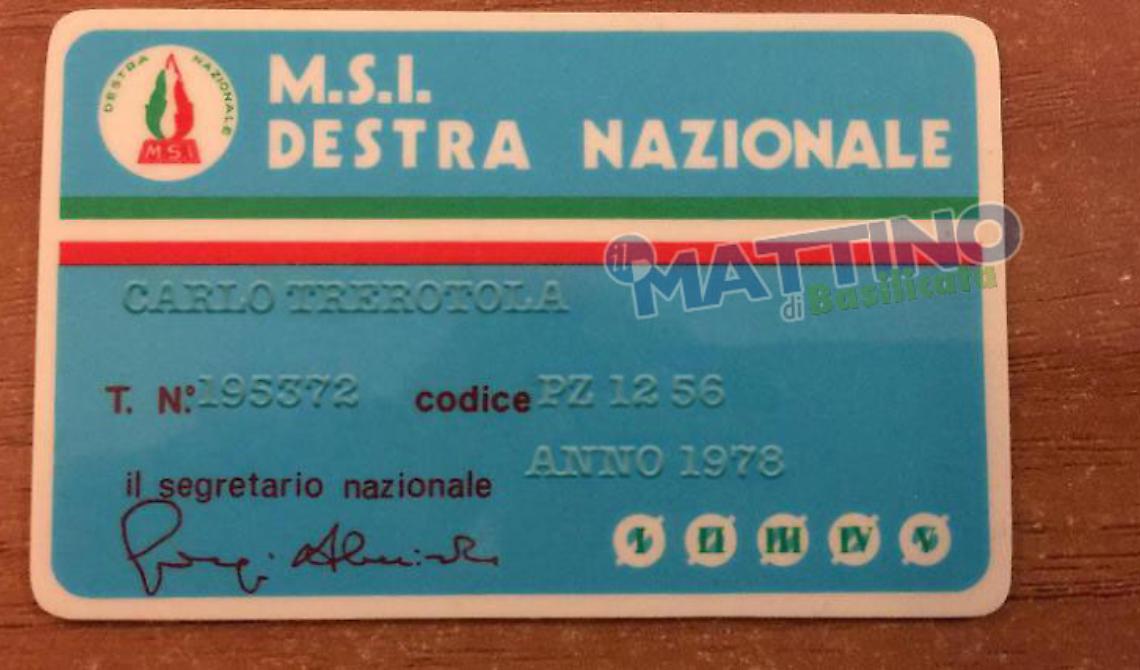 DESTRA NAZIONALE
M.S.I
M.S.I.
DESTRA NAZIONALE
il MATTINO
di Basilicata
CARLO TREROTOLA
T. N.º 195372 codice PZ 12 56
ANNO 1978
il segretario nazionale
I II III IV V